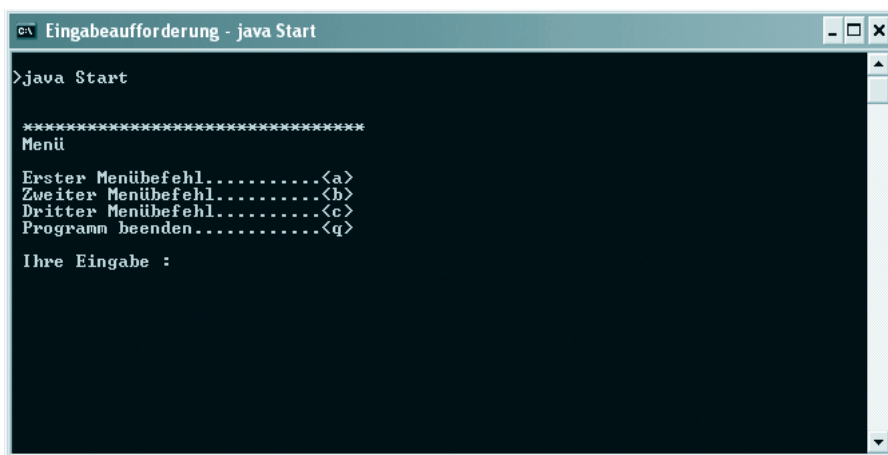 Eingabeaufforderung - java Start
>java Start
********************************
Menü
Erster Menübefehl...........<a>
Zweiter Menübefehl..........<b>
Dritter Menübefehl..........<c>
Programm beenden............<q>
Ihre Eingabe :